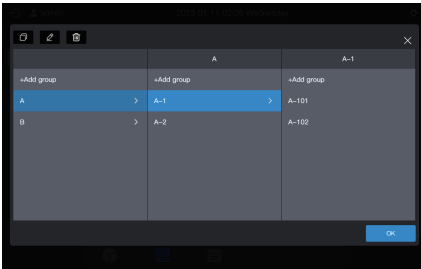 A A-1
+Add group +Add group +Add group
A A-1 A-101
B A-2 A-102
OK